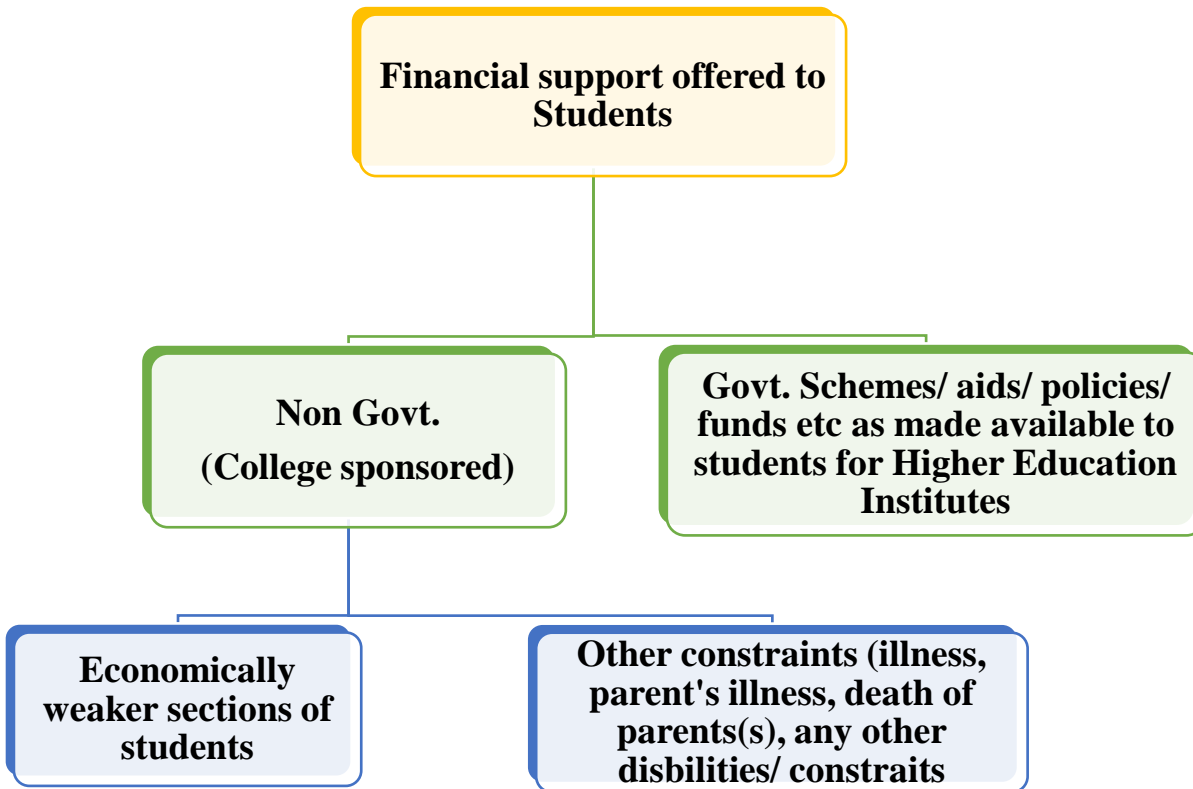 Financial support offered to
Students
Non Govt.
(College sponsored)
Govt. Schemes/ aids/ policies/
funds etc as made available to
students for Higher Education
Institutes
Economically
weaker sections of
students
Other constraints (illness,
parent's illness, death of
parents(s), any other
disbilities/ constraits